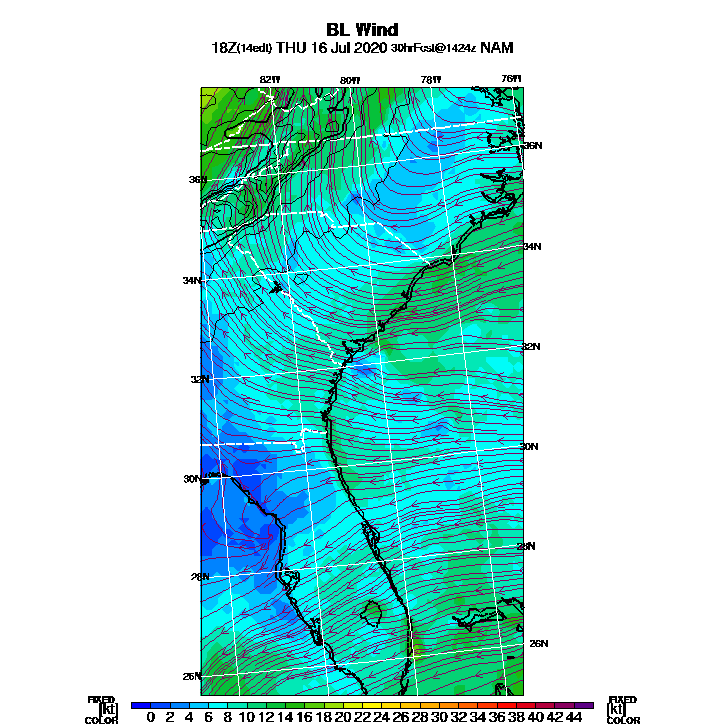 BL Wind
18Z(14edt) THU 16 Jul 2020 30hrFcst@1424z NAM
82W 80W 78W 76W
36N
36N
34N
34N
32N
32N
30N
30N
28N
28N
26N
26N
FIXED FIXED
[kt] [kt]
COLOR COLOR
0 2 4 6 8 10 12 14 16 18 20 22 24 26 28 30 32 34 36 38 40 42 44